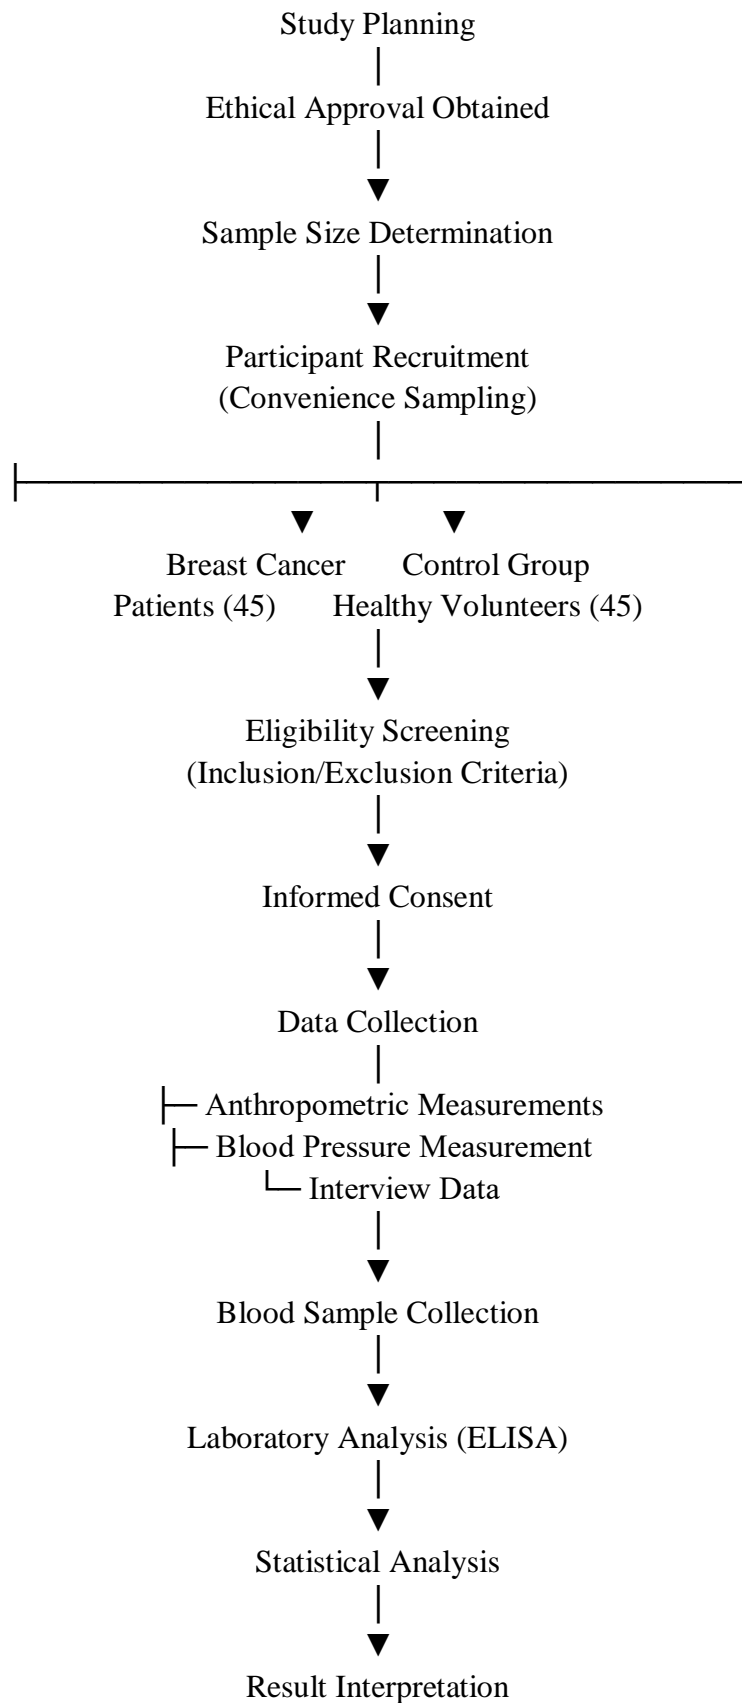 Study Planning
Ethical Approval Obtained
Sample Size Determination
Participant Recruitment
(Convenience Sampling)
Breast Cancer Control Group
Patients (45) Healthy Volunteers (45)
Eligibility Screening
(Inclusion/Exclusion Criteria)
Informed Consent
Data Collection
Anthropometric Measurements
Blood Pressure Measurement
Interview Data
Blood Sample Collection
Laboratory Analysis (ELISA)
Statistical Analysis
Result Interpretation